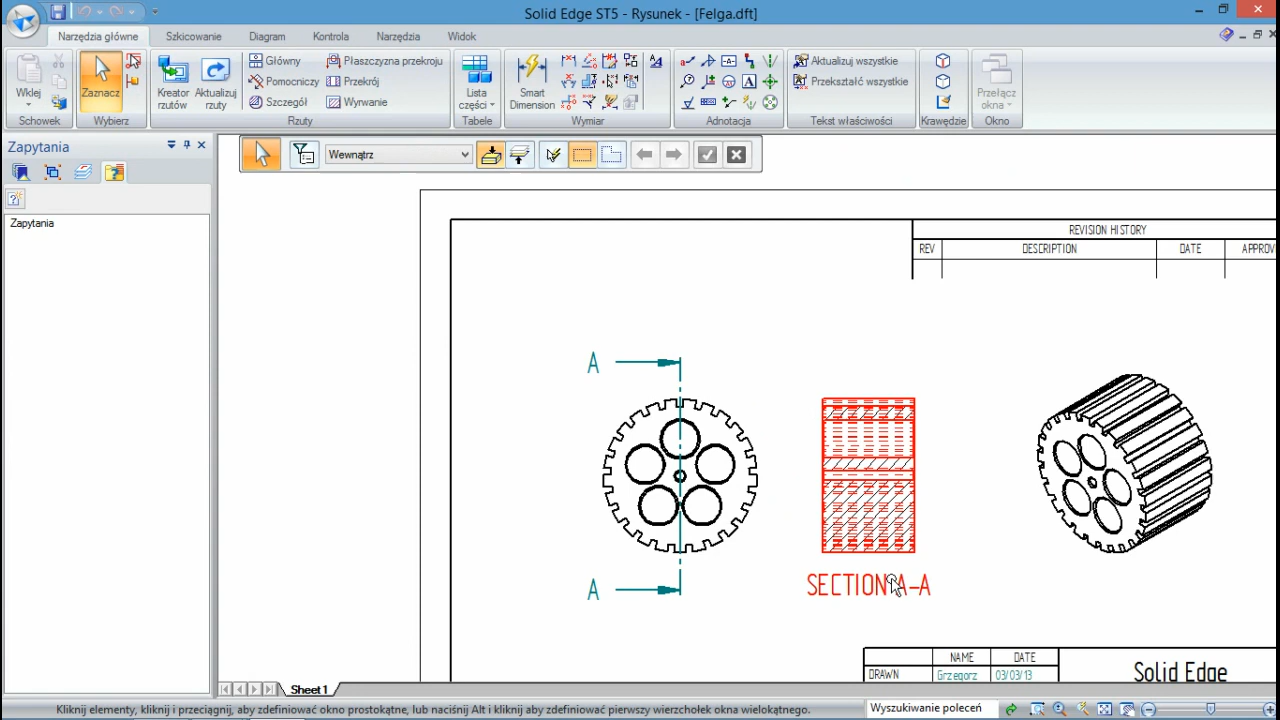 Solid Edge ST5 - Rysunek - [Felga.dft]
Narzędzia główne
Szkicowanie
Diagram
Kontrola
Narzędzia
Widok
Wklej
Schowek
Zaznacz
Wybierz
Kreator rzutów
Aktualizuj rzuty
Główny
Pomocniczy
Szczegół
Płaszczyzna przekroju
Przekrój
Wyrwanie
Rzuty
Lista części
Tabele
Smart Dimension
Wymiar
Adnotacja
Aktualizuj wszystkie
Przekształć wszystkie
Tekst właściwości
Krawędzie
Przełącz okna
Okno
Zapytania
Wewnątrz
Zapytania
REVISION HISTORY
REV DESCRIPTION DATE APPROV
A
A
SECTION A-A
NAME DATE
DRAWN Grzegorz 03/03/13
Solid Edge
Sheet1
Kliknij elementy, kliknij i przeciągnij, aby zdefiniować okno prostokątne, lub naciśnij Alt i kliknij aby zdefiniować pierwszy wierzchołek okna wielokątnego.
Wyszukiwanie poleceń